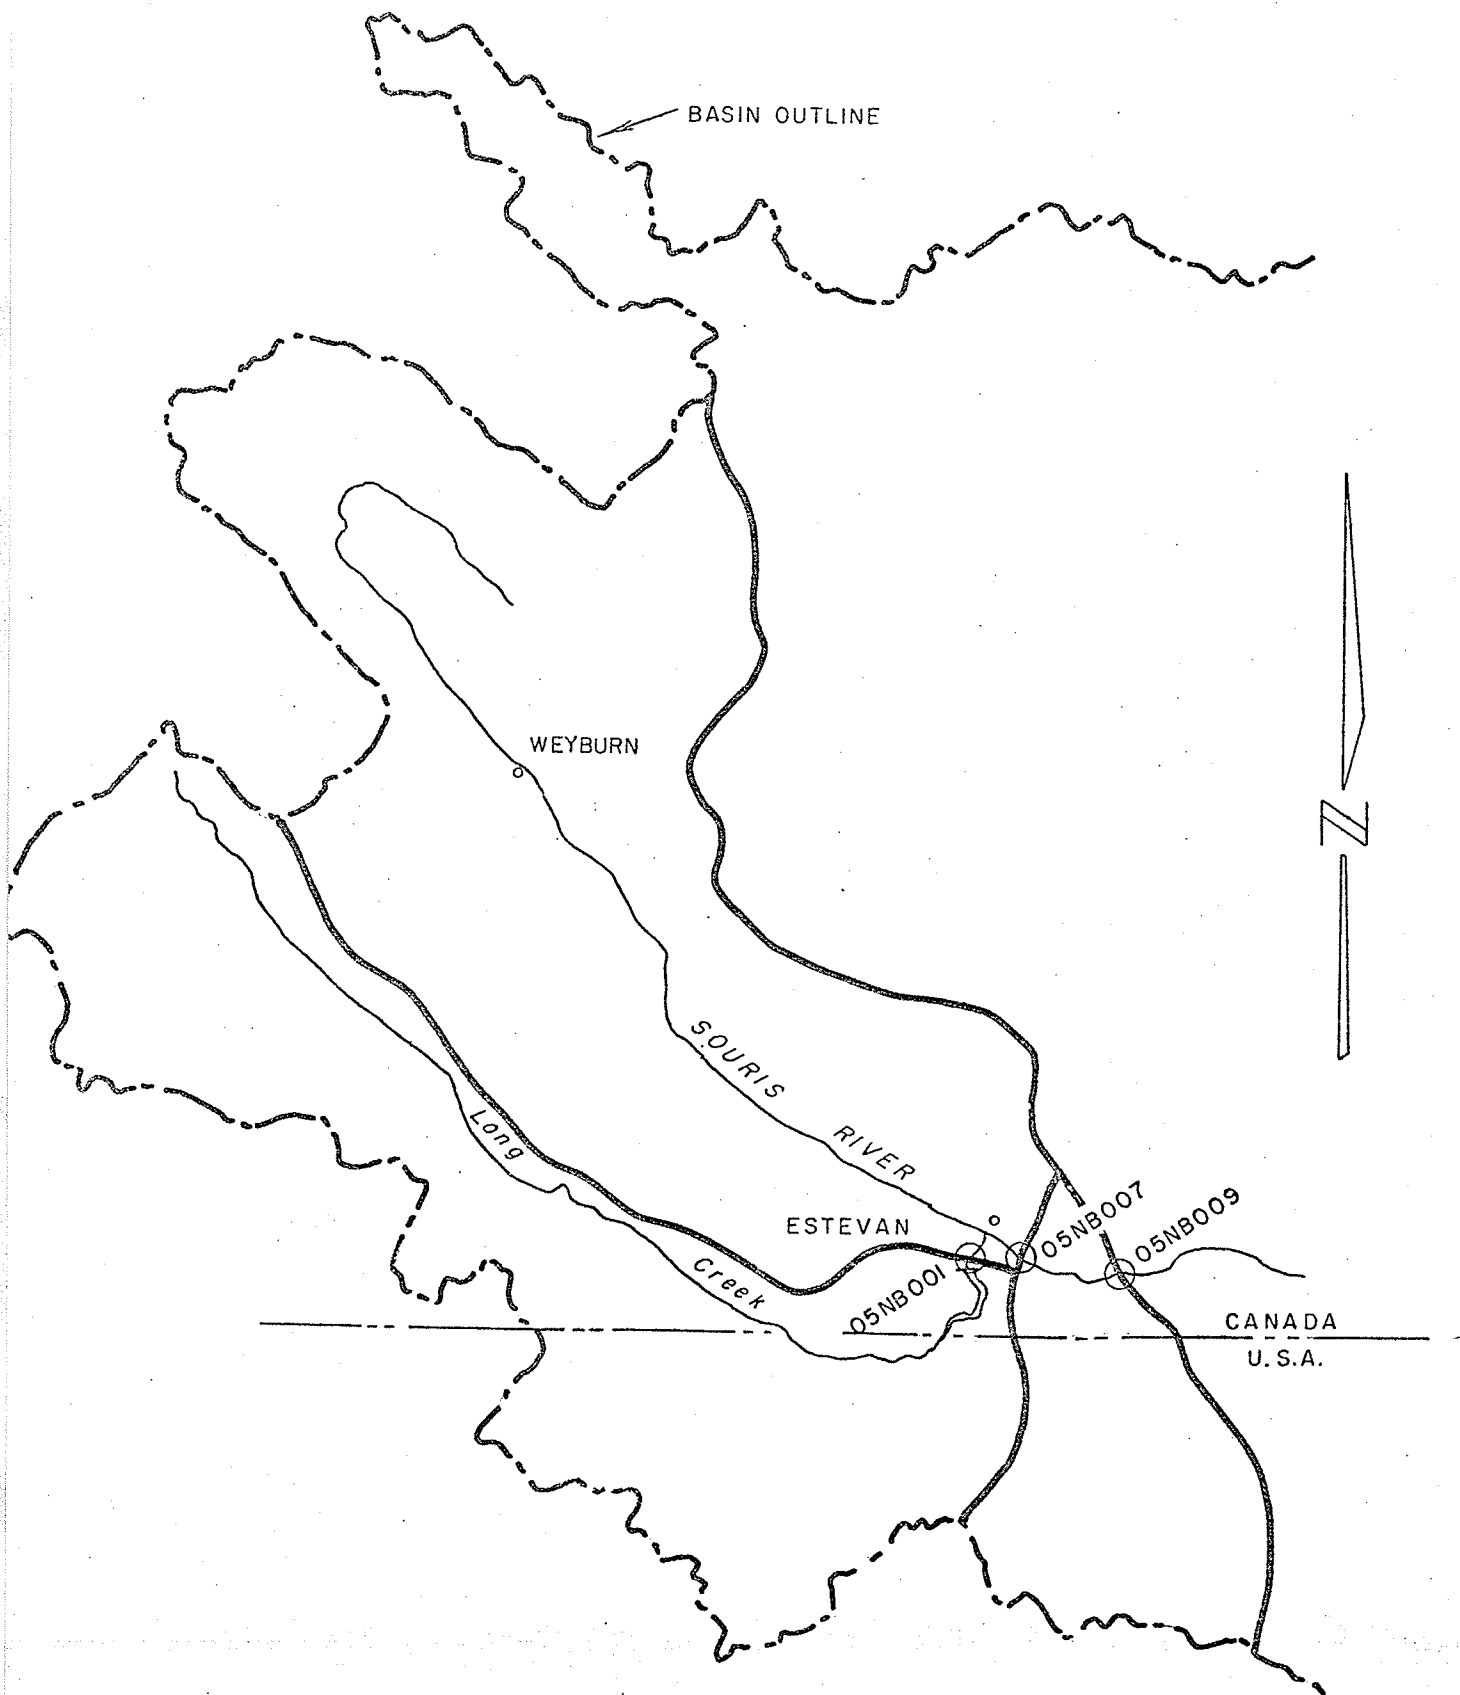 BASIN OUTLINE
WEYBURN
N
SOURIS RIVER
Long Creek
ESTEVAN
05NB001
05NB007
05NB009
CANADA
U.S.A.